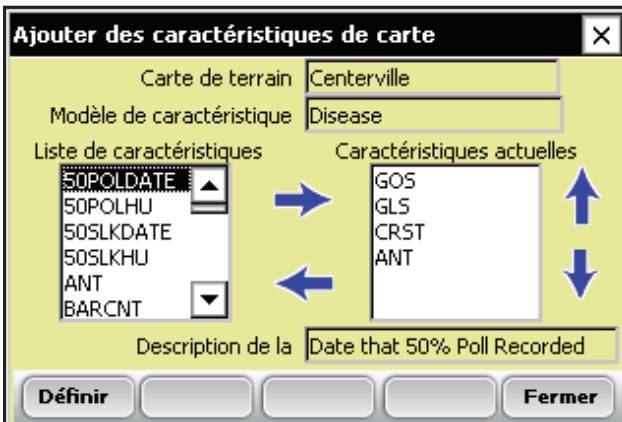 Ajouter des caractéristiques de carte
Carte de terrain Centerville
Modèle de caractéristique Disease
Liste de caractéristiques Caractéristiques actuelles
50POLDATE GOS
50POLHU GLS
50SLKDATE CRST
50SLKHU ANT
ANT
BARCNT
Description de la Date that 50% Poll Recorded
Définir Fermer